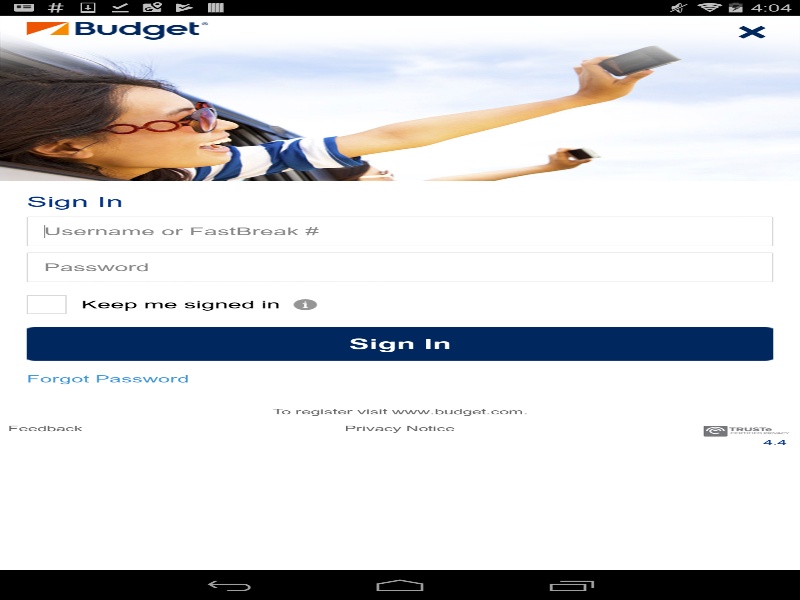 4:04
Budget
Sign In
Username or FastBreak #
Password
Keep me signed in
Sign In
Forgot Password
To register visit www.budget.com.
Feedback
Privacy Notice
TRUSTe
4.4